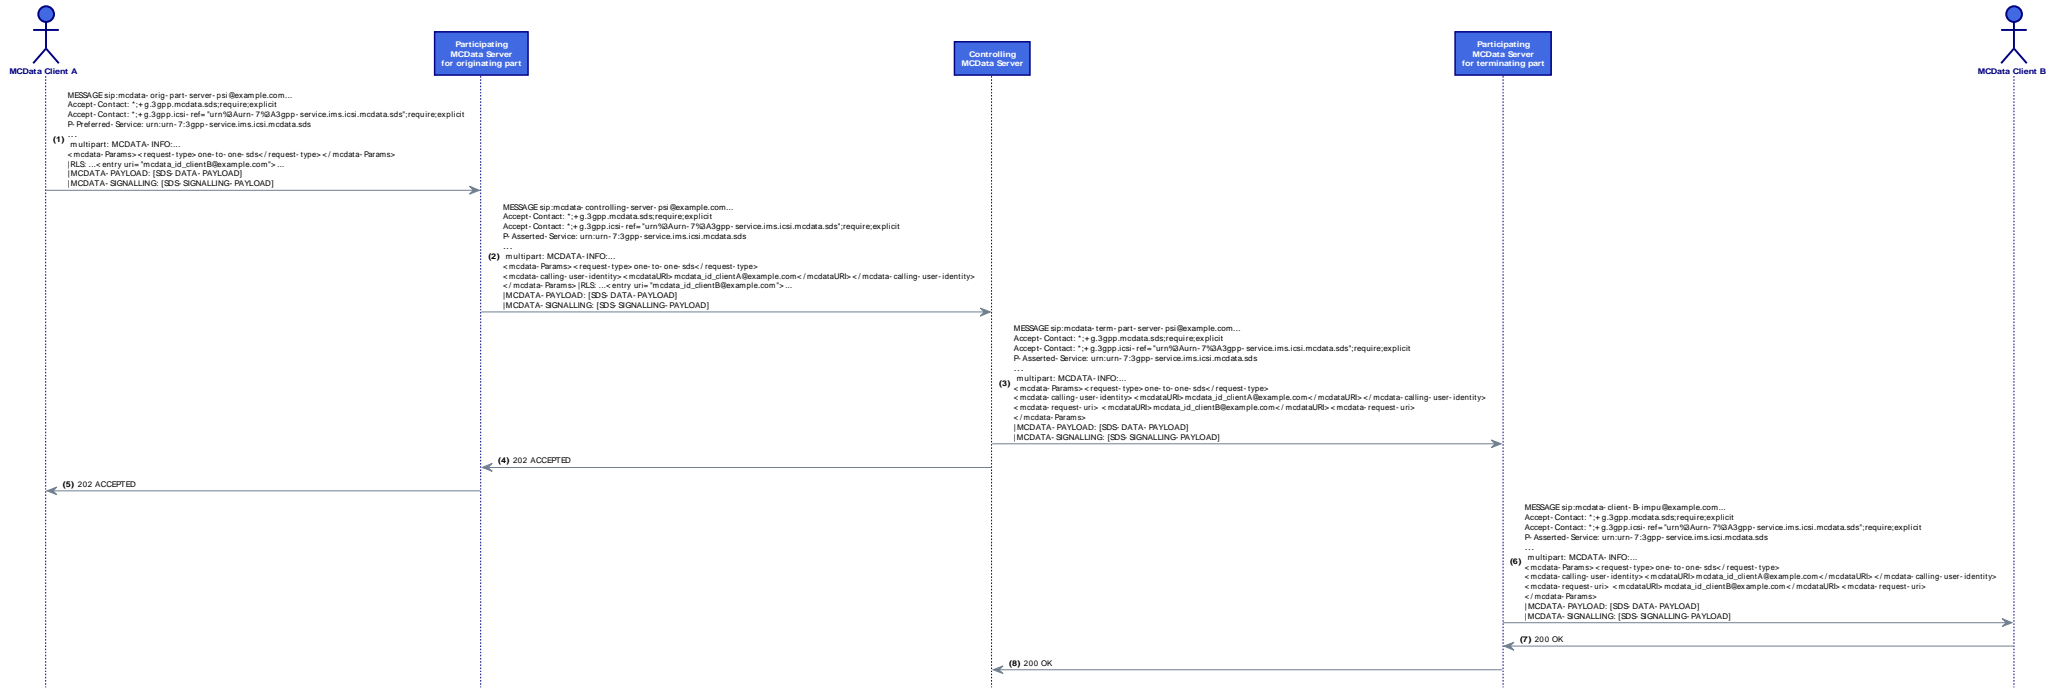 MCData Client A
Participating
MCData Server
for originating part
Controlling
MCData Server
Participating
MCData Server
for terminating part
MCData Client B
MESSAGE sip:mcdata-orig-part-server-psi@example.com...
Accept-Contact: *;+g.3gpp.mcdata.sds;require;explicit
Accept-Contact: *;+g.3gpp.icsi-ref="urn%3Aurn-7%3A3gpp-service.ims.icsi.mcdata.sds";require;explicit
P-Preferred-Service: urn:urn-7:3gpp-service.ims.icsi.mcdata.sds
...
(1) multipart: MCDATA-INFO:...
<mcdata-Params><request-type>one-to-one-sds</request-type></mcdata-Params>
|RLS: ...<entry uri="mcdata_id_clientB@example.com">...
|MCDATA-PAYLOAD: [SDS-DATA-PAYLOAD]
|MCDATA-SIGNALLING: [SDS-SIGNALLING-PAYLOAD]
MESSAGE sip:mcdata-controlling-server-psi@example.com...
Accept-Contact: *;+g.3gpp.mcdata.sds;require;explicit
Accept-Contact: *;+g.3gpp.icsi-ref="urn%3Aurn-7%3A3gpp-service.ims.icsi.mcdata.sds";require;explicit
P-Asserted-Service: urn:urn-7:3gpp-service.ims.icsi.mcdata.sds
...
(2) multipart: MCDATA-INFO:...
<mcdata-Params><request-type>one-to-one-sds</request-type>
<mcdata-calling-user-identity><mcdataURI>mcdata_id_clientA@example.com</mcdataURI></mcdata-calling-user-identity>
</mcdata-Params>|RLS: ...<entry uri="mcdata_id_clientB@example.com">...
|MCDATA-PAYLOAD: [SDS-DATA-PAYLOAD]
|MCDATA-SIGNALLING: [SDS-SIGNALLING-PAYLOAD]
MESSAGE sip:mcdata-term-part-server-psi@example.com...
Accept-Contact: *;+g.3gpp.mcdata.sds;require;explicit
Accept-Contact: *;+g.3gpp.icsi-ref="urn%3Aurn-7%3A3gpp-service.ims.icsi.mcdata.sds";require;explicit
P-Asserted-Service: urn:urn-7:3gpp-service.ims.icsi.mcdata.sds
...
multipart: MCDATA-INFO:...
(3) <mcdata-Params><request-type>one-to-one-sds</request-type>
<mcdata-calling-user-identity><mcdataURI>mcdata_id_clientA@example.com</mcdataURI></mcdata-calling-user-identity>
<mcdata-request-uri> <mcdataURI>mcdata_id_clientB@example.com</mcdataURI><mcdata-request-uri>
</mcdata-Params>
|MCDATA-PAYLOAD: [SDS-DATA-PAYLOAD]
|MCDATA-SIGNALLING: [SDS-SIGNALLING-PAYLOAD]
(4) 202 ACCEPTED
(5) 202 ACCEPTED
MESSAGE sip:mcdata-client-B-impu@example.com...
Accept-Contact: *;+g.3gpp.mcdata.sds;require;explicit
Accept-Contact: *;+g.3gpp.icsi-ref="urn%3Aurn-7%3A3gpp-service.ims.icsi.mcdata.sds";require;explicit
P-Asserted-Service: urn:urn-7:3gpp-service.ims.icsi.mcdata.sds
...
multipart: MCDATA-INFO:...
(6) <mcdata-Params><request-type>one-to-one-sds</request-type>
<mcdata-calling-user-identity><mcdataURI>mcdata_id_clientA@example.com</mcdataURI></mcdata-calling-user-identity>
<mcdata-request-uri> <mcdataURI>mcdata_id_clientB@example.com</mcdataURI><mcdata-request-uri>
</mcdata-Params>
|MCDATA-PAYLOAD: [SDS-DATA-PAYLOAD]
|MCDATA-SIGNALLING: [SDS-SIGNALLING-PAYLOAD]
(7) 200 OK
(8) 200 OK